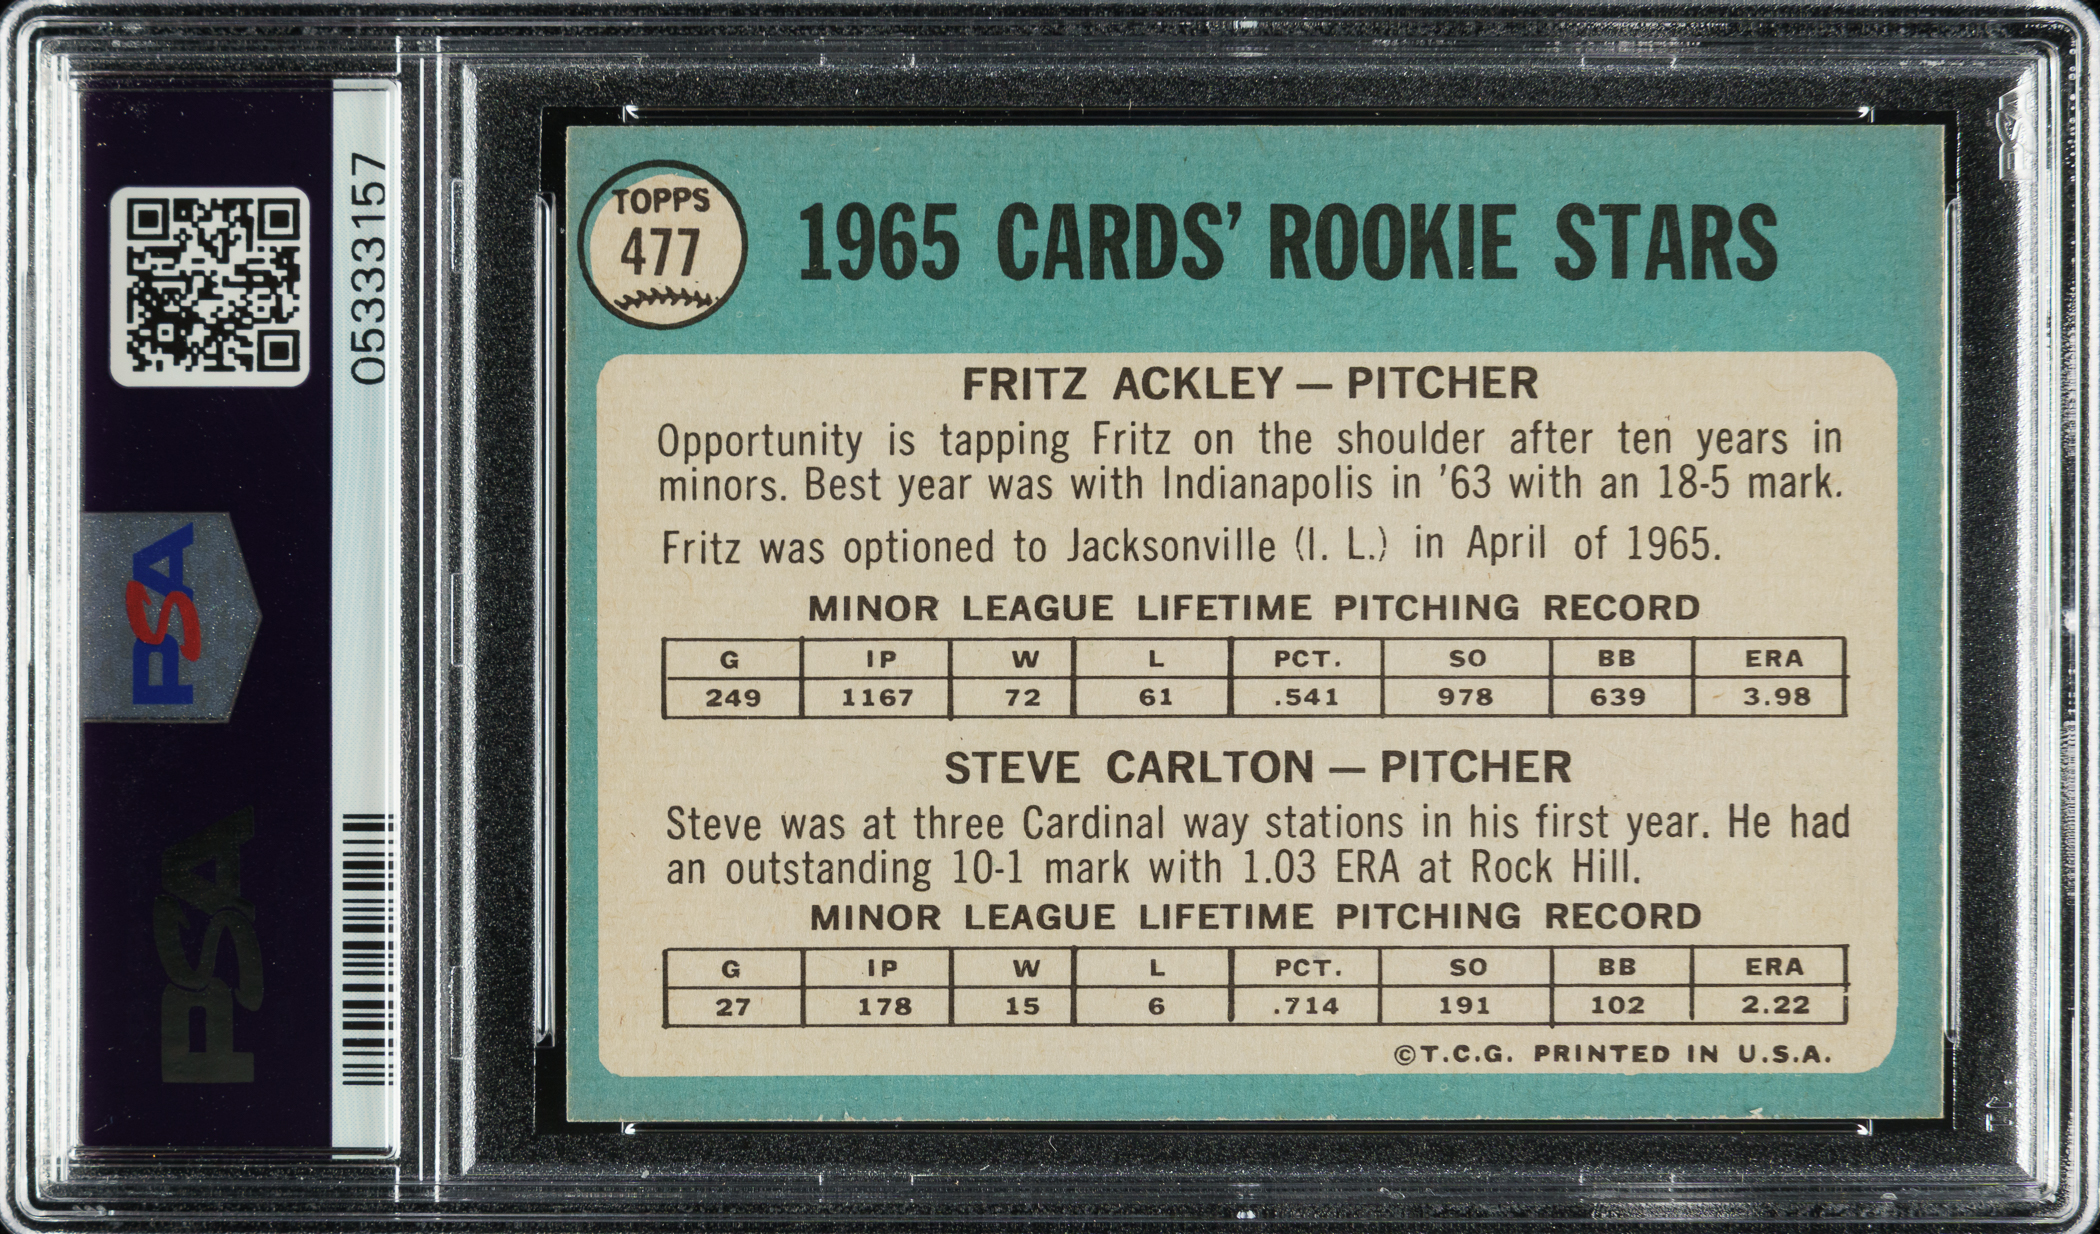 05333157
PSA
PSA
TOPPS
477
1965 CARDS' ROOKIE STARS
FRITZ ACKLEY — PITCHER
Opportunity is tapping Fritz on the shoulder after ten years in
minors. Best year was with Indianapolis in '63 with an 18-5 mark.
Fritz was optioned to Jacksonville (I. L.) in April of 1965.
MINOR LEAGUE LIFETIME PITCHING RECORD
G IP W L PCT. SO BB ERA
249 1167 72 61 .541 978 639 3.98
STEVE CARLTON — PITCHER
Steve was at three Cardinal way stations in his first year. He had
an outstanding 10-1 mark with 1.03 ERA at Rock Hill.
MINOR LEAGUE LIFETIME PITCHING RECORD
G IP W L PCT. SO BB ERA
27 178 15 6 .714 191 102 2.22
©T.C.G. PRINTED IN U.S.A.
PSA